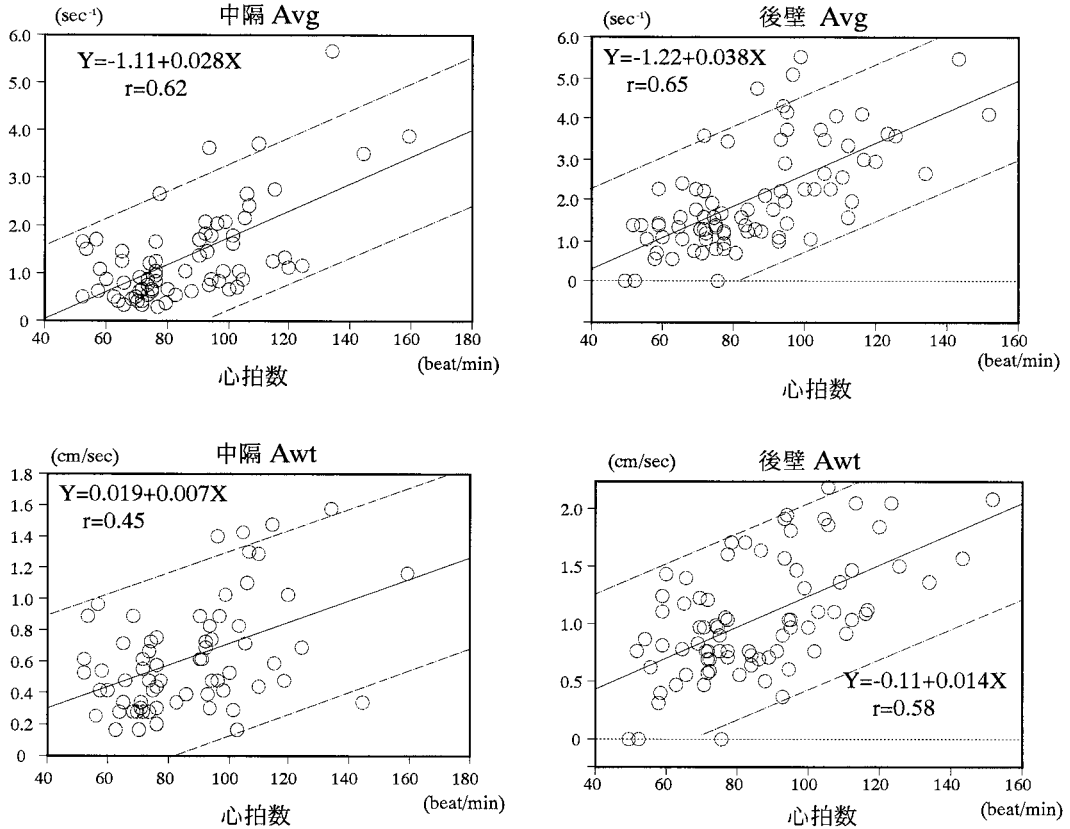 (sec⁻¹)
中隔 Avg
6.0
5.0
4.0
3.0
2.0
1.0
0
Y=-1.11+0.028X
r=0.62
40 60 80 100 120 140 160 180
(beat/min)
心拍数
(sec⁻¹)
後壁 Avg
6.0
5.0
4.0
3.0
2.0
1.0
0
Y=-1.22+0.038X
r=0.65
40 60 80 100 120 140 160
(beat/min)
心拍数
(cm/sec)
中隔 Awt
1.8
1.6
1.4
1.2
1.0
0.8
0.6
0.4
0.2
0
Y=0.019+0.007X
r=0.45
40 60 80 100 120 140 160 180
(beat/min)
心拍数
(cm/sec)
後壁 Awt
2.0
1.5
1.0
0.5
0
Y=-0.11+0.014X
r=0.58
40 60 80 100 120 140 160
(beat/min)
心拍数